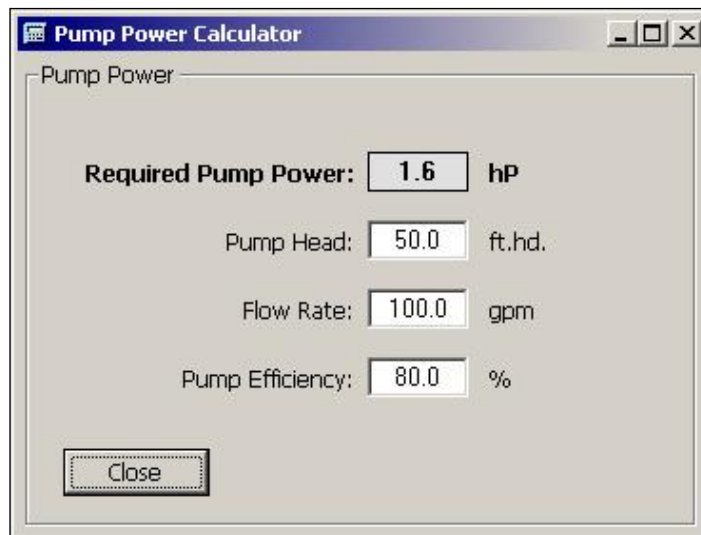 Pump Power Calculator
Pump Power
Required Pump Power: 1.6 hP
Pump Head: 50.0 ft.hd.
Flow Rate: 100.0 gpm
Pump Efficiency: 80.0 %
Close